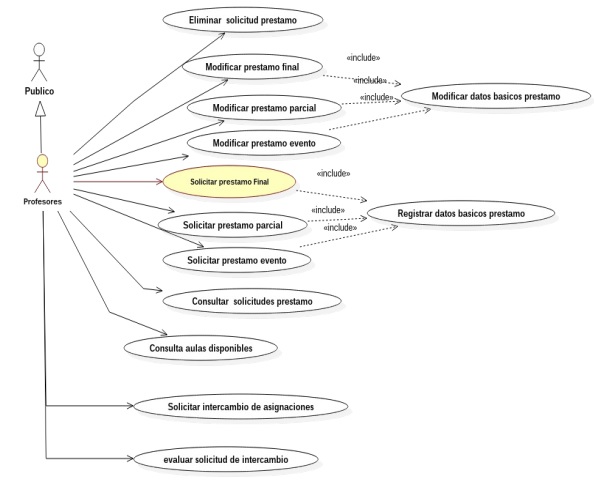 Eliminar  solicitud prestamo
Modificar prestamo final
«include»
Publico
«include»
Modificar datos basicos prestamo
«include»
Modificar prestamo parcial
Modificar prestamo evento
Solicitar prestamo Final
«include»
Profesores
«include»
Registrar datos basicos prestamo
Solicitar prestamo parcial
«include»
Solicitar prestamo evento
Consultar  solicitudes prestamo
Consulta aulas disponibles
Solicitar intercambio de asignaciones
evaluar solicitud de intercambio